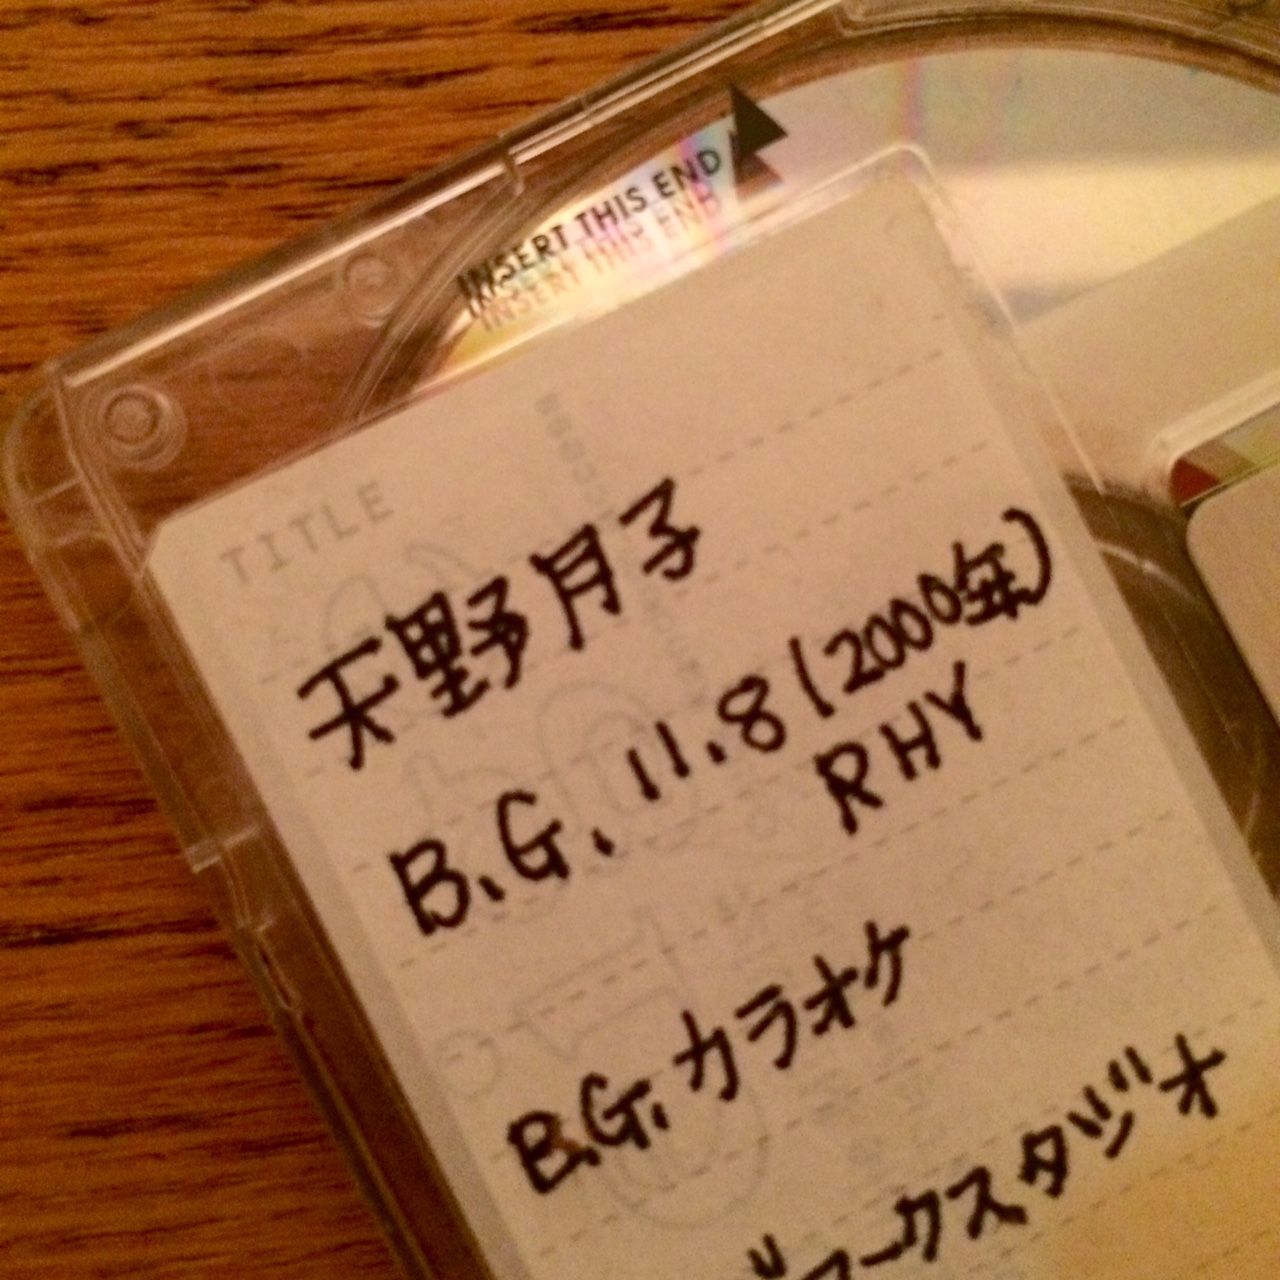 INSERT THIS END
TITLE
天野月子
B.G. 11.8 (2000年)
RHY
B.G. カラオケ
マークスタジオ